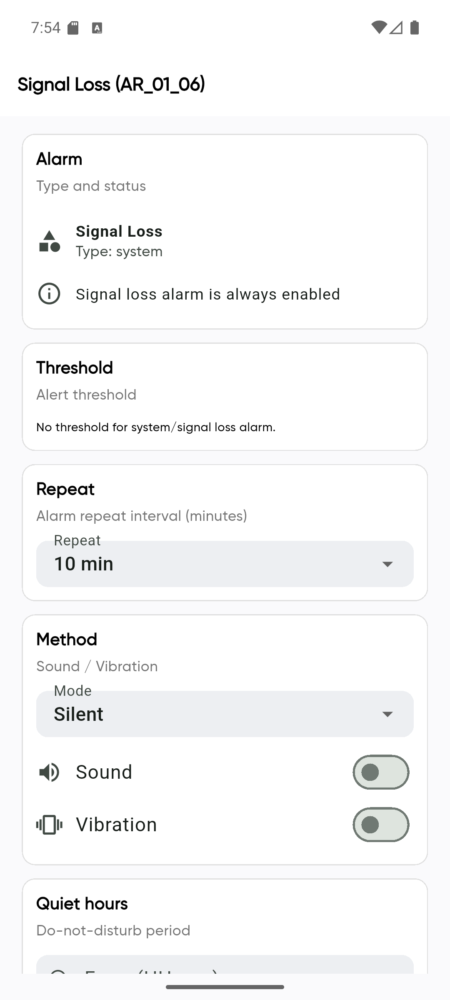 7:54
Signal Loss (AR_01_06)
Alarm
Type and status
Signal Loss
Type: system
Signal loss alarm is always enabled
Threshold
Alert threshold
No threshold for system/signal loss alarm.
Repeat
Alarm repeat interval (minutes)
Repeat
10 min
Method
Sound / Vibration
Mode
Silent
Sound
Vibration
Quiet hours
Do-not-disturb period